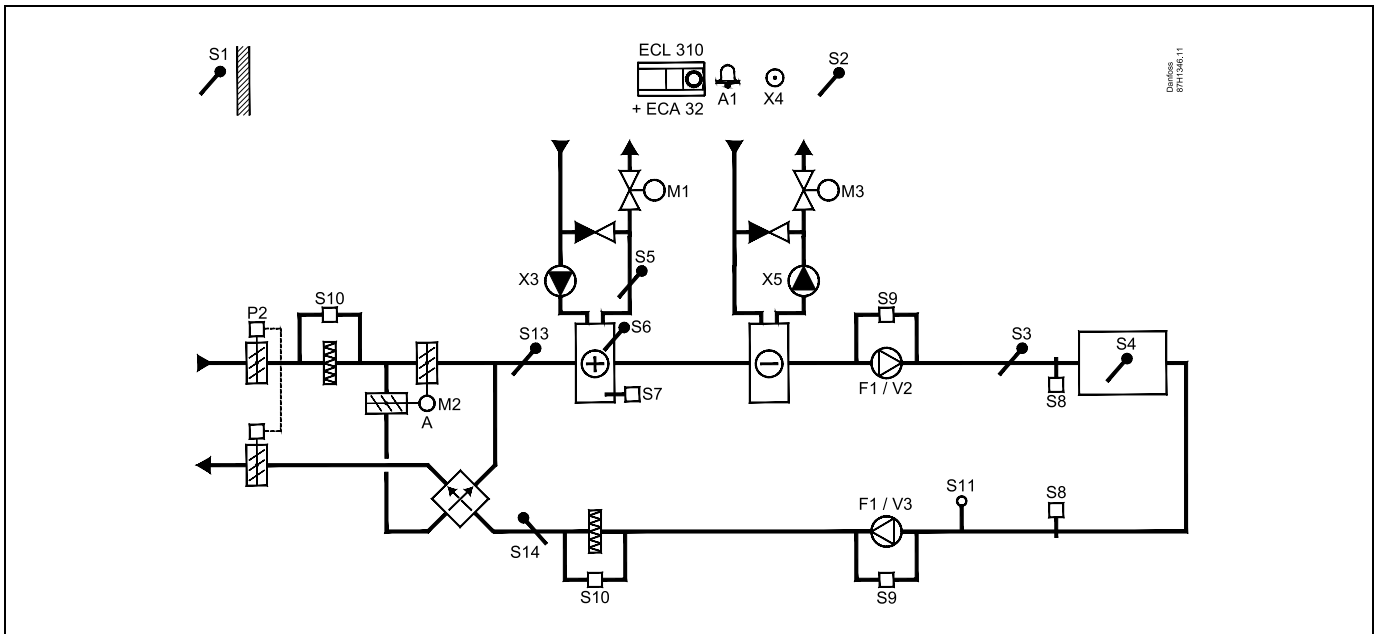 S1
ECL 310
+ ECA 32
A1
X4
S2
Danfoss
87H1346.11
M1
M3
S5
X3
X5
P2
S10
S13
S6
S9
S3
S4
S7
F1 / V2
S8
M2
A
S14
S10
F1 / V3
S9
S11
S8